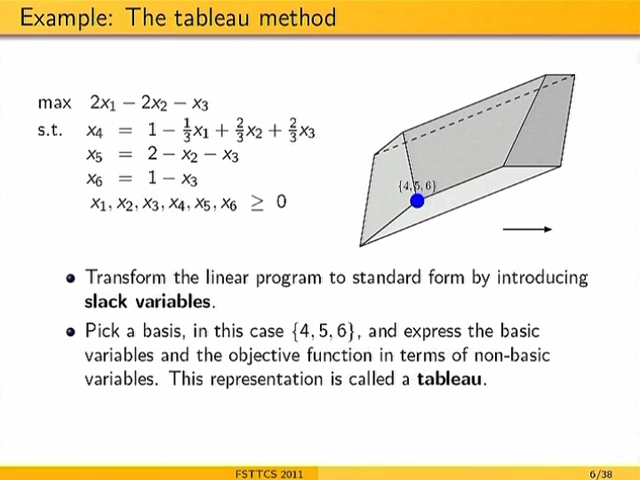 Example: The tableau method
max 2x₁ − 2x₂ − x₃
s.t. x₄ = 1 − ⅓x₁ + ⅔x₂ + ⅔x₃
x₅ = 2 − x₂ − x₃
x₆ = 1 − x₃
x₁, x₂, x₃, x₄, x₅, x₆ ≥ 0
{4, 5, 6}
• Transform the linear program to standard form by introducing
slack variables.
• Pick a basis, in this case {4, 5, 6}, and express the basic
variables and the objective function in terms of non-basic
variables. This representation is called a tableau.
FSTTCS 2011
6/38